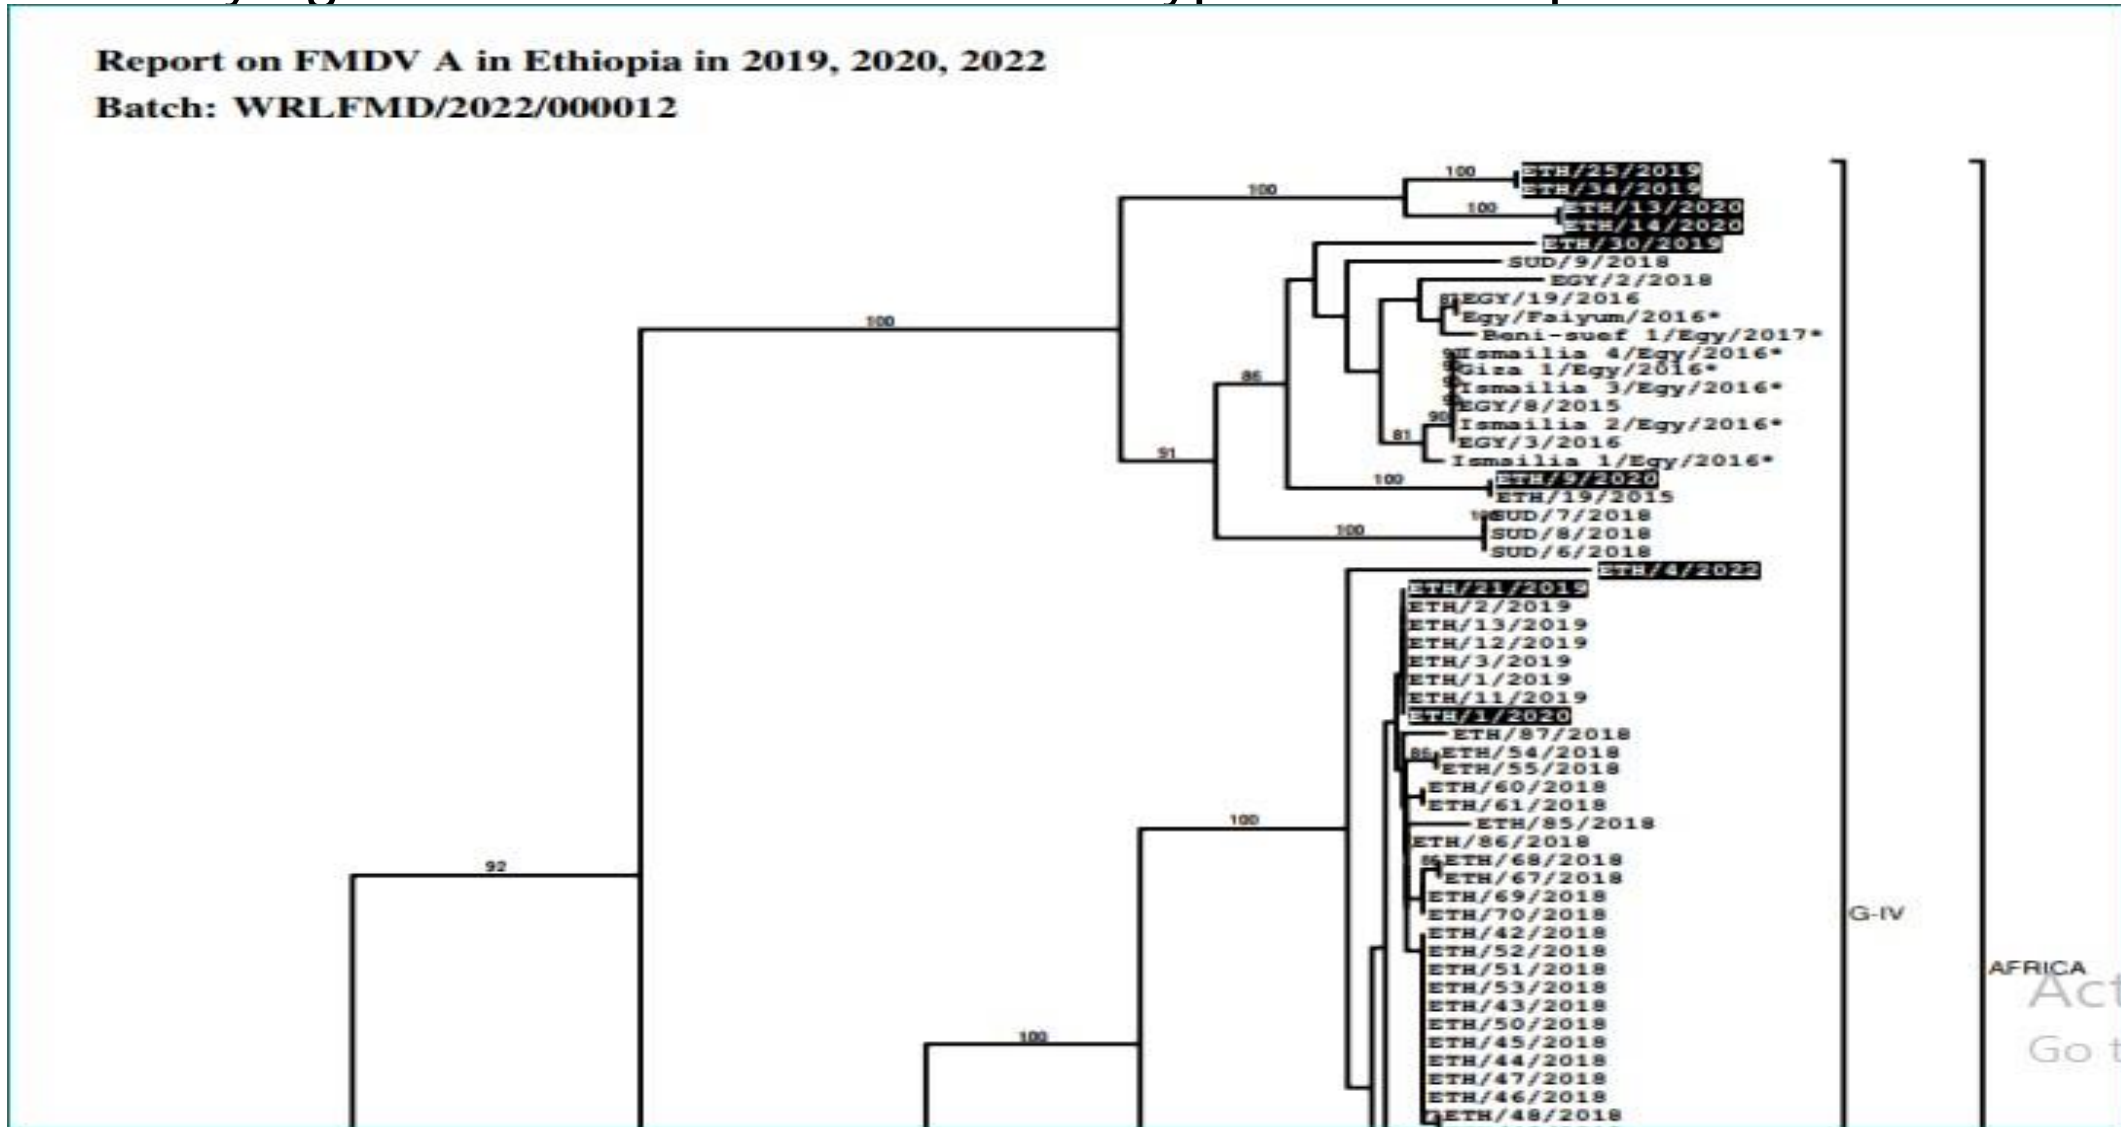 Report on FMDV A in Ethiopia in 2019, 2020, 2022
Batch: WRLFMD/2022/000012
100 ETH/25/2019
ETH/34/2019
100
100 ETH/13/2020
ETH/14/2020
ETH/30/2019
SUD/9/2018
EGY/2/2018
EGY/19/2016
Egy/Faiyum/2016*
100
Beni-suef 1/Egy/2017*
Ismailia 4/Egy/2016*
Giza 1/Egy/2016*
86
Ismailia 3/Egy/2016*
EGY/8/2015
90
Ismailia 2/Egy/2016*
81
EGY/3/2016
91
Ismailia 1/Egy/2016*
100 ETH/9/2020
ETH/19/2015
SUD/7/2018
100
SUD/8/2018
SUD/6/2018
ETH/4/2022
ETH/21/2019
ETH/2/2019
ETH/13/2019
ETH/12/2019
ETH/3/2019
ETH/1/2019
ETH/11/2019
ETH/1/2020
ETH/87/2018
86 ETH/54/2018
ETH/55/2018
ETH/60/2018
ETH/61/2018
100
ETH/85/2018
ETH/86/2018
92
86 ETH/68/2018
ETH/67/2018
ETH/69/2018
ETH/70/2018
G-IV
ETH/42/2018
ETH/52/2018
ETH/51/2018
AFRICA
ETH/53/2018
Act
ETH/43/2018
ETH/50/2018
100
ETH/45/2018
Go t
ETH/44/2018
ETH/47/2018
ETH/46/2018
ETH/48/2018